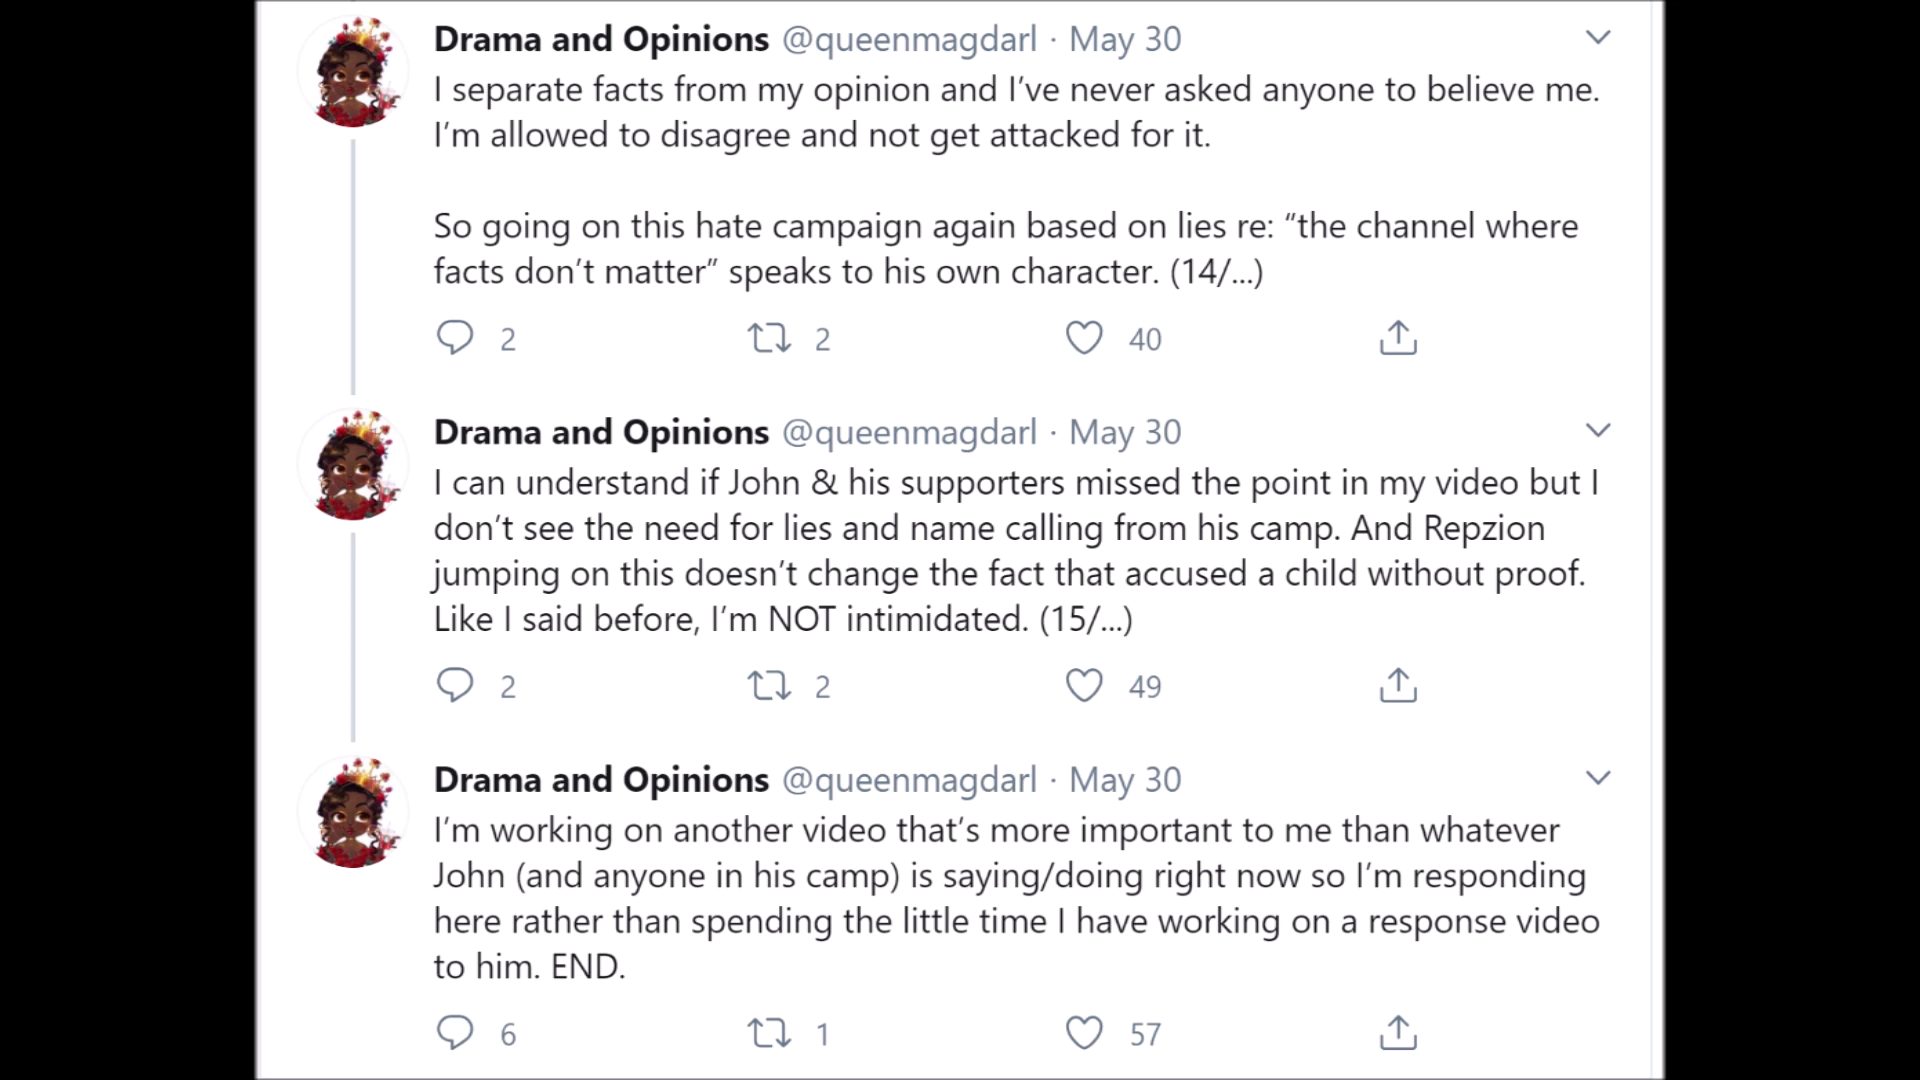 Drama and Opinions @queenmagdarl · May 30
I separate facts from my opinion and I’ve never asked anyone to believe me.
I’m allowed to disagree and not get attacked for it.
So going on this hate campaign again based on lies re: “the channel where
facts don’t matter” speaks to his own character. (14/...)
2 2 40
Drama and Opinions @queenmagdarl · May 30
I can understand if John & his supporters missed the point in my video but I
don’t see the need for lies and name calling from his camp. And Repzion
jumping on this doesn’t change the fact that accused a child without proof.
Like I said before, I’m NOT intimidated. (15/...)
2 2 49
Drama and Opinions @queenmagdarl · May 30
I’m working on another video that’s more important to me than whatever
John (and anyone in his camp) is saying/doing right now so I’m responding
here rather than spending the little time I have working on a response video
to him. END.
6 1 57